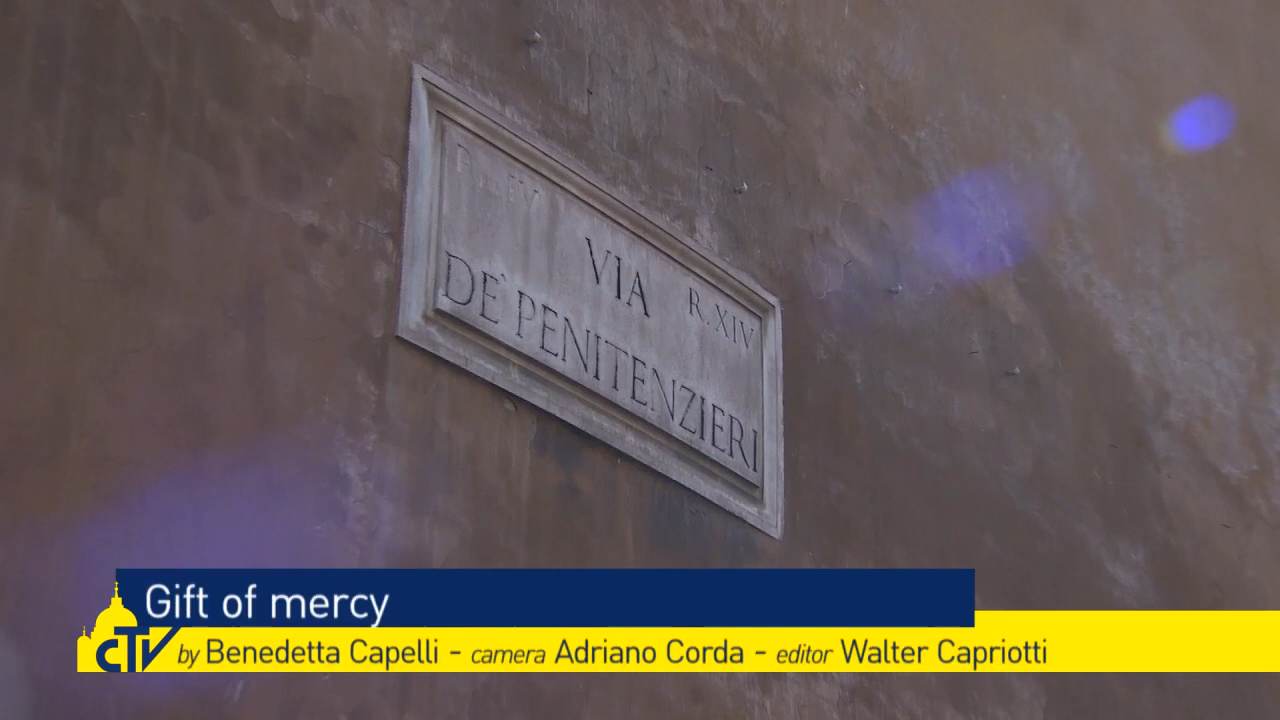 VIA R.XIV
DE' PENITENZIERI
Gift of mercy
CTV
by Benedetta Capelli - camera Adriano Corda - editor Walter Capriotti